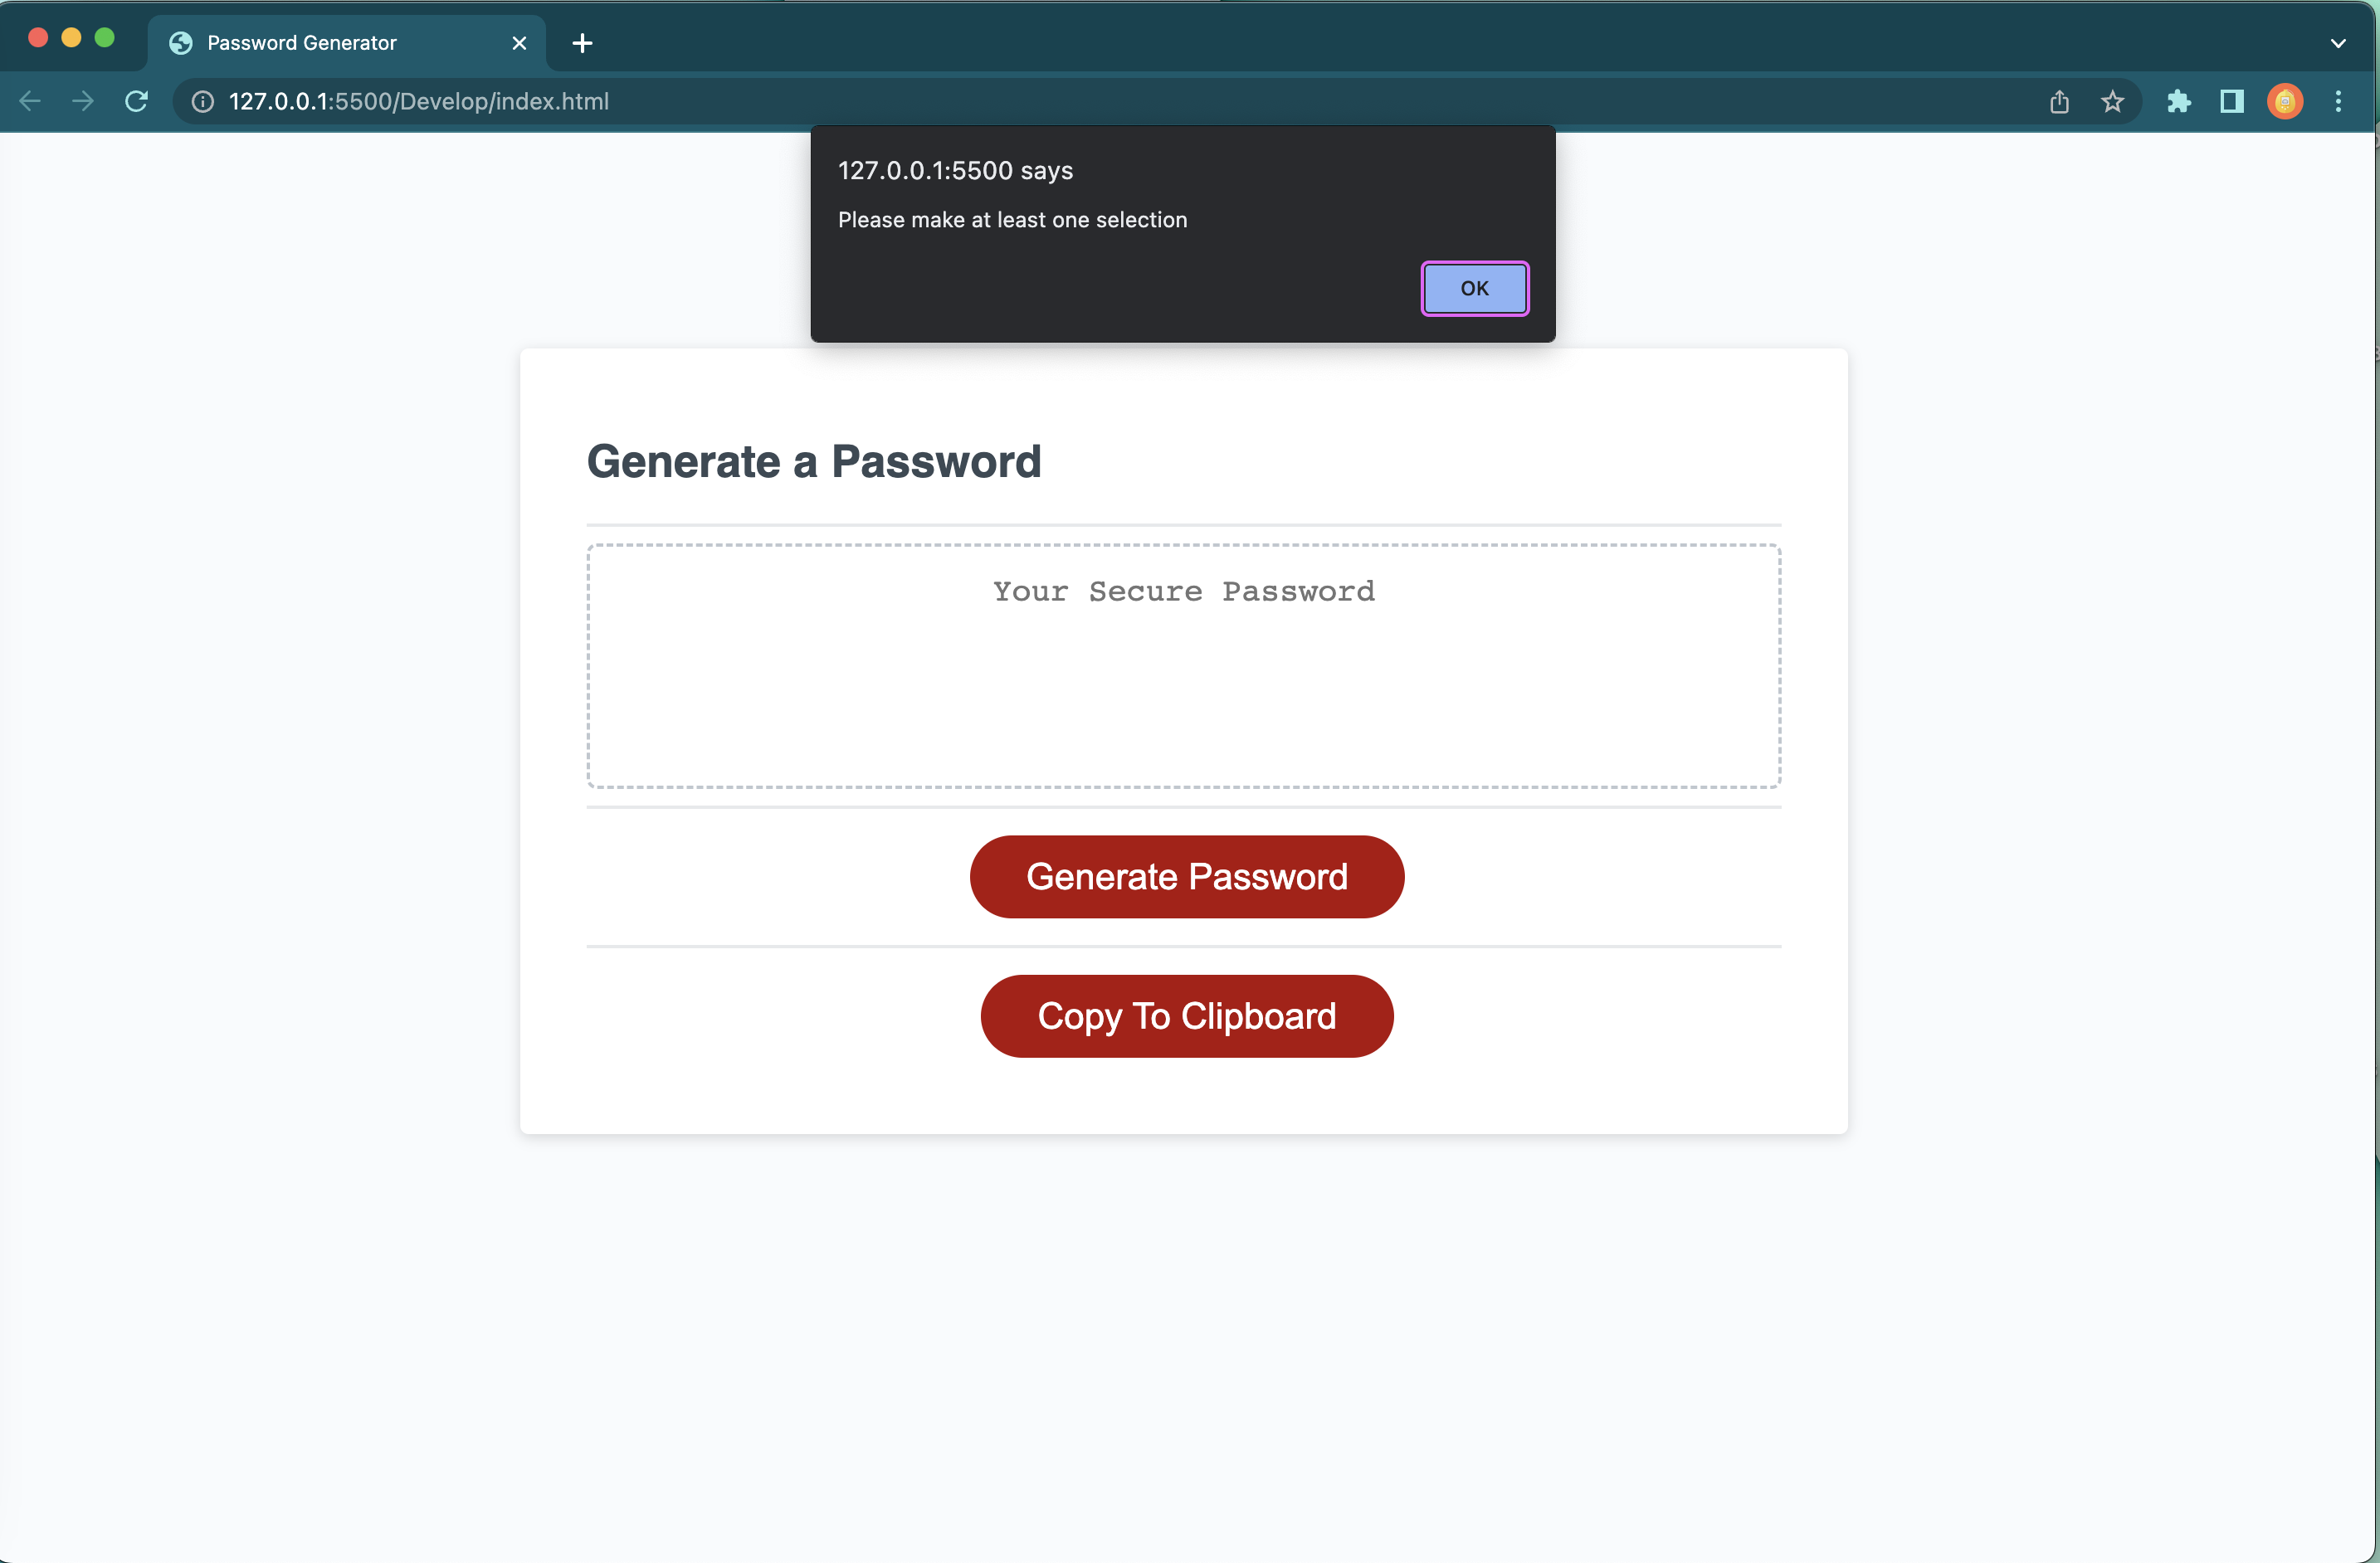 Password Generator
127.0.0.1:5500/Develop/index.html
127.0.0.1:5500 says
Please make at least one selection
OK
Generate a Password
Your Secure Password
Generate Password
Copy To Clipboard